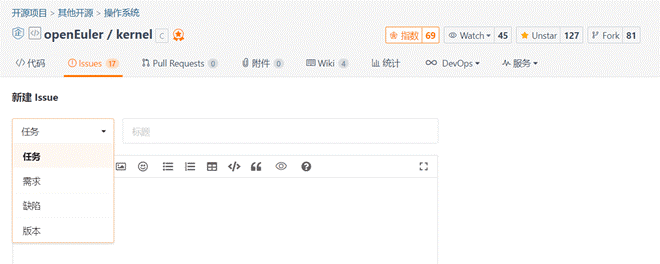 开源项目 > 其他开源 > 操作系统
openEuler / kernel C 指数 69 Watch 45 Unstar 127 Fork 81
代码 Issues 17 Pull Requests 0 附件 0 Wiki 4 统计 DevOps 服务
新建 Issue
任务 标题
任务
需求
缺陷
版本